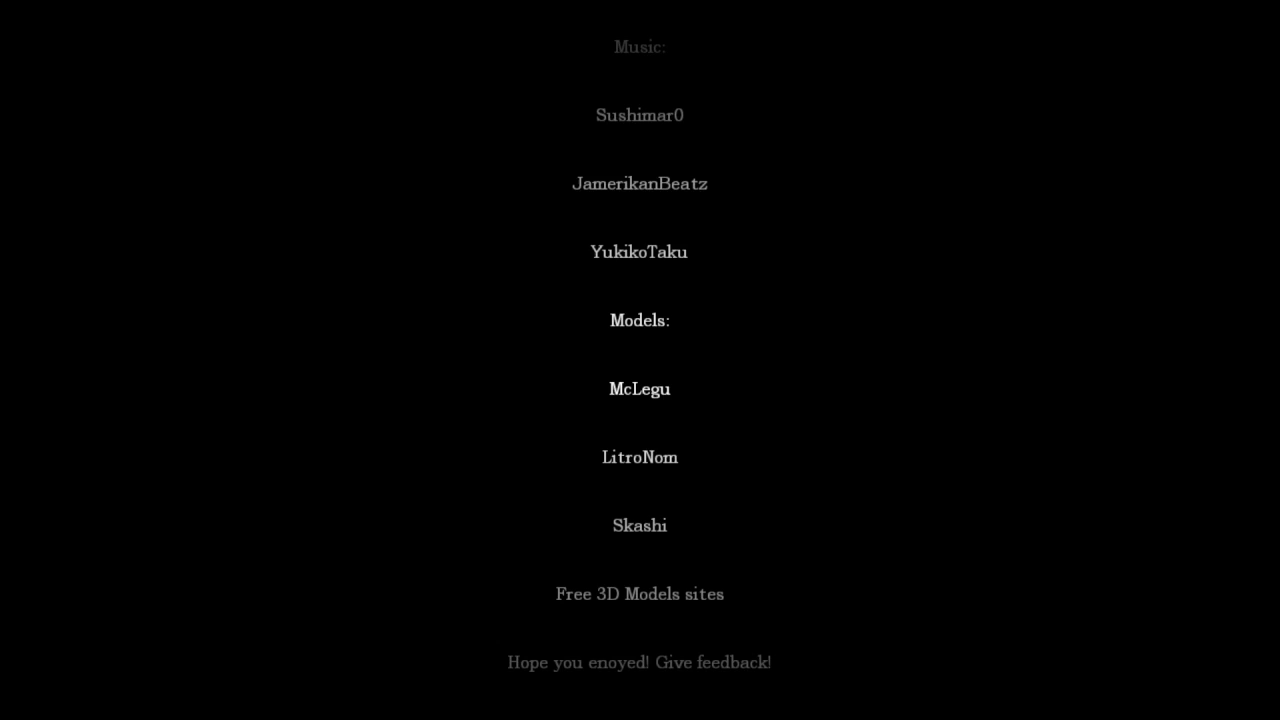 Music:
Sushimar0
JamerikanBeatz
YukikoTaku
Models:
McLegu
LitroNom
Skashi
Free 3D Models sites
Hope you enoyed! Give feedback!